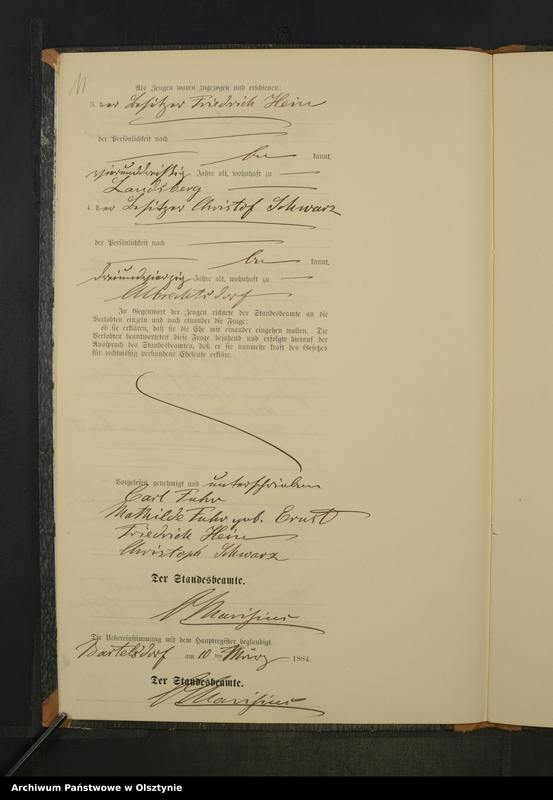 11
Als Zeugen waren zugezogen und erschienen:
3. der Besitzer Friedrich Hein
der Persönlichkeit nach
be kannt,
vierunddreißig Jahre alt, wohnhaft zu
Landsberg
4. der Besitzer Christof Schwarz
der Persönlichkeit nach
be kannt,
dreiundvierzig Jahre alt, wohnhaft zu
Albrechtsdorf
In Gegenwart der Zeugen richtete der Standesbeamte an die
Verlobten einzeln und nach einander die Frage:
ob sie erklären, daß sie die Ehe mit einander eingehen wollen. Die
Verlobten beantworteten diese Frage bejahend und erfolgte hierauf der
Ausspruch des Standesbeamten, daß er sie nunmehr kraft des Gesetzes
für rechtmäßig verbundene Eheleute erkläre.
Vorgelesen, genehmigt und unterschrieben
Carl Fuhr
Mathilde Fuhr geb. Ernst
Friedrich Hein
Christoph Schwarz
Der Standesbeamte.
Die Uebereinstimmung mit dem Hauptregister beglaubigt.
Bartelsdorf am 10 ten März 1884.
Der Standesbeamte.
Archiwum Państwowe w Olsztynie